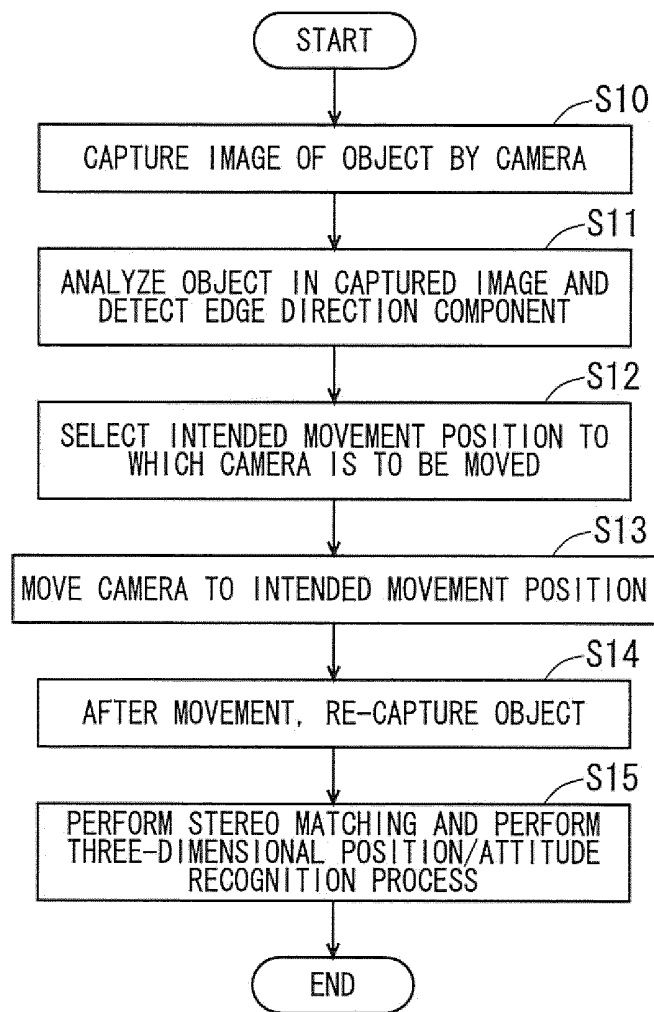 START
S10
CAPTURE IMAGE OF OBJECT BY CAMERA
S11
ANALYZE OBJECT IN CAPTURED IMAGE AND
DETECT EDGE DIRECTION COMPONENT
S12
SELECT INTENDED MOVEMENT POSITION TO
WHICH CAMERA IS TO BE MOVED
S13
MOVE CAMERA TO INTENDED MOVEMENT POSITION
S14
AFTER MOVEMENT, RE-CAPTURE OBJECT
S15
PERFORM STEREO MATCHING AND PERFORM
THREE-DIMENSIONAL POSITION/ATTITUDE
RECOGNITION PROCESS
END